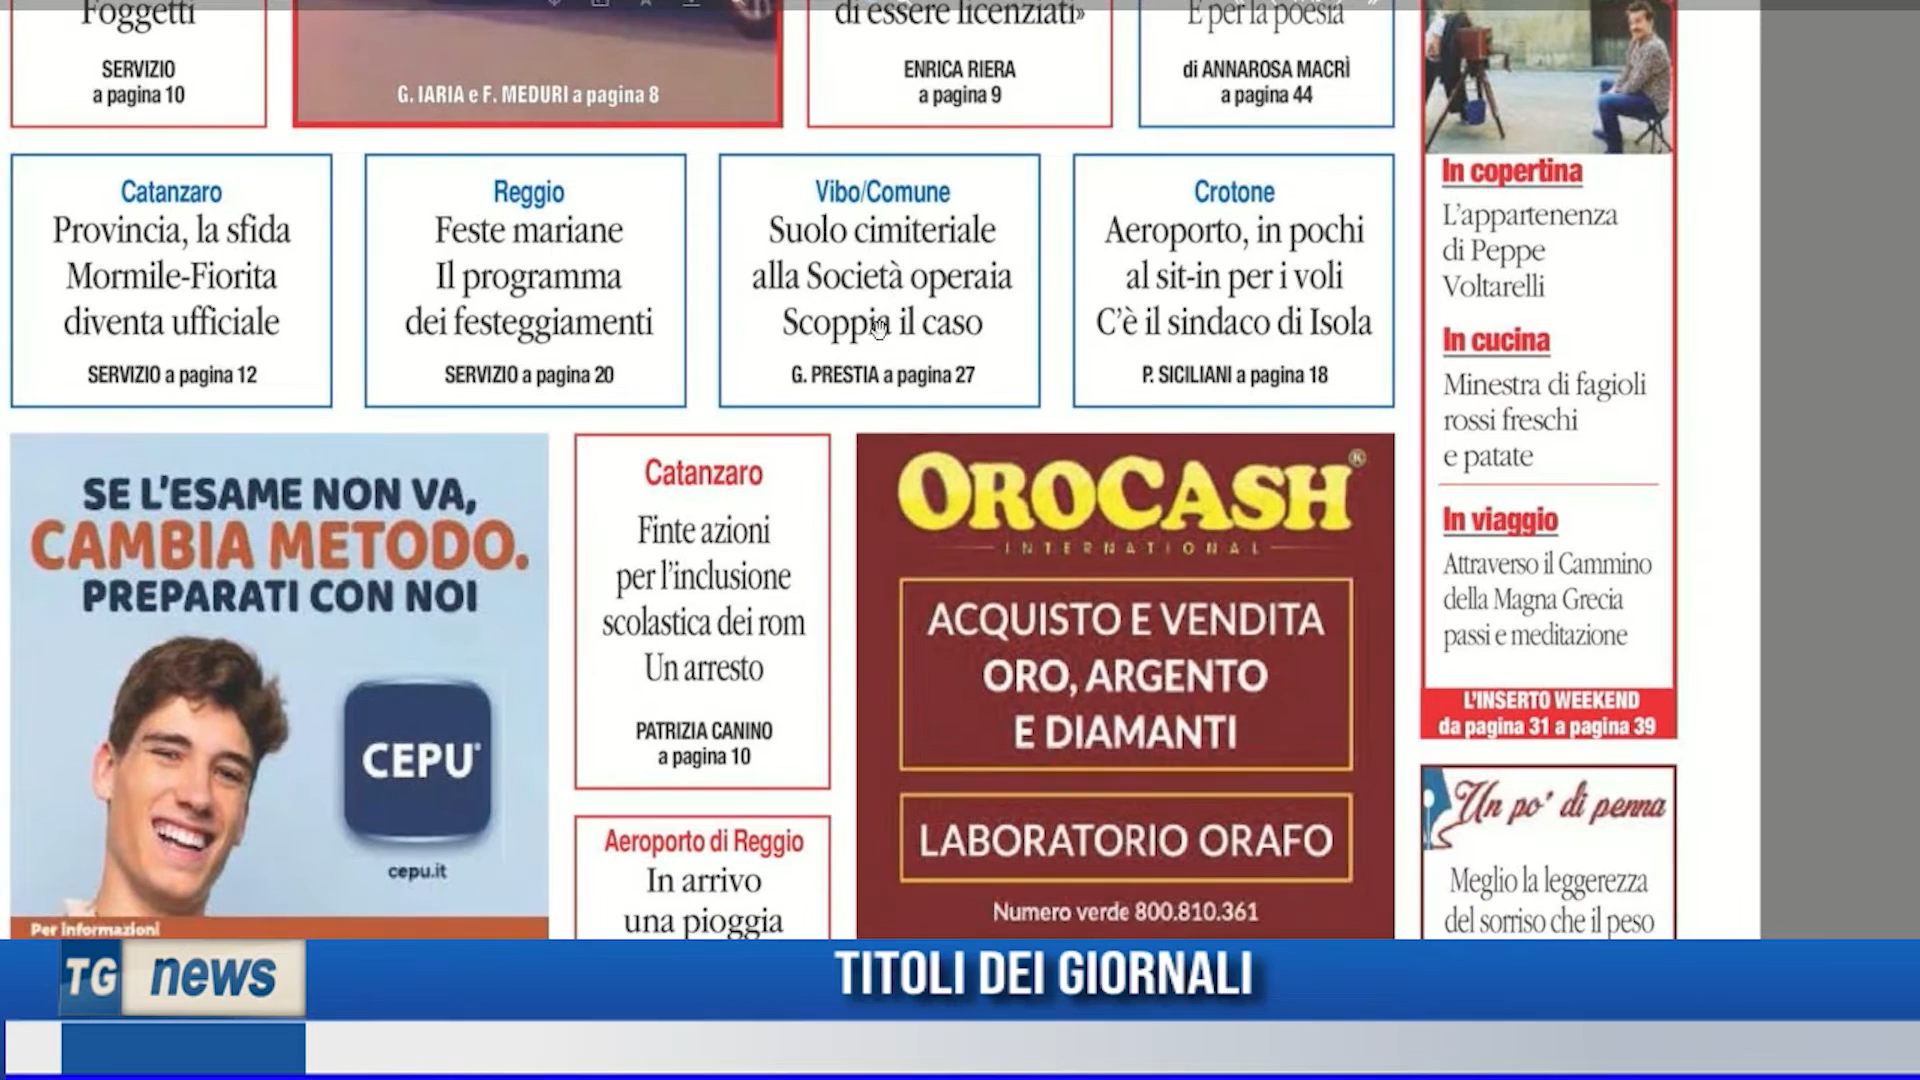 Foggetti
SERVIZIO
a pagina 10
G. IARIA e F. MEDURI a pagina 8
di essere licenziati»
ENRICA RIERA
a pagina 9
E per la poesia
di ANNAROSA MACRÌ
a pagina 44
Catanzaro
Provincia, la sfida
Mormile-Fiorita
diventa ufficiale
SERVIZIO a pagina 12
Reggio
Feste mariane
Il programma
dei festeggiamenti
SERVIZIO a pagina 20
Vibo/Comune
Suolo cimiteriale
alla Società operaia
Scoppia il caso
G. PRESTIA a pagina 27
Crotone
Aeroporto, in pochi
al sit-in per i voli
C'è il sindaco di Isola
P. SICILIANI a pagina 18
In copertina
L'appartenenza
di Peppe
Voltarelli
In cucina
Minestra di fagioli
rossi freschi
e patate
In viaggio
Attraverso il Cammino
della Magna Grecia
passi e meditazione
L'INSERTO WEEKEND
da pagina 31 a pagina 39
SE L'ESAME NON VA,
CAMBIA METODO.
PREPARATI CON NOI
CEPU®
cepu.it
Per informazioni
Catanzaro
Finte azioni
per l'inclusione
scolastica dei rom
Un arresto
PATRIZIA CANINO
a pagina 10
Aeroporto di Reggio
In arrivo
una pioggia
OROCASH®
INTERNATIONAL
ACQUISTO E VENDITA
ORO, ARGENTO
E DIAMANTI
LABORATORIO ORAFO
Numero verde 800.810.361
Un po' di penna
Meglio la leggerezza
del sorriso che il peso
TG news
TITOLI DEI GIORNALI